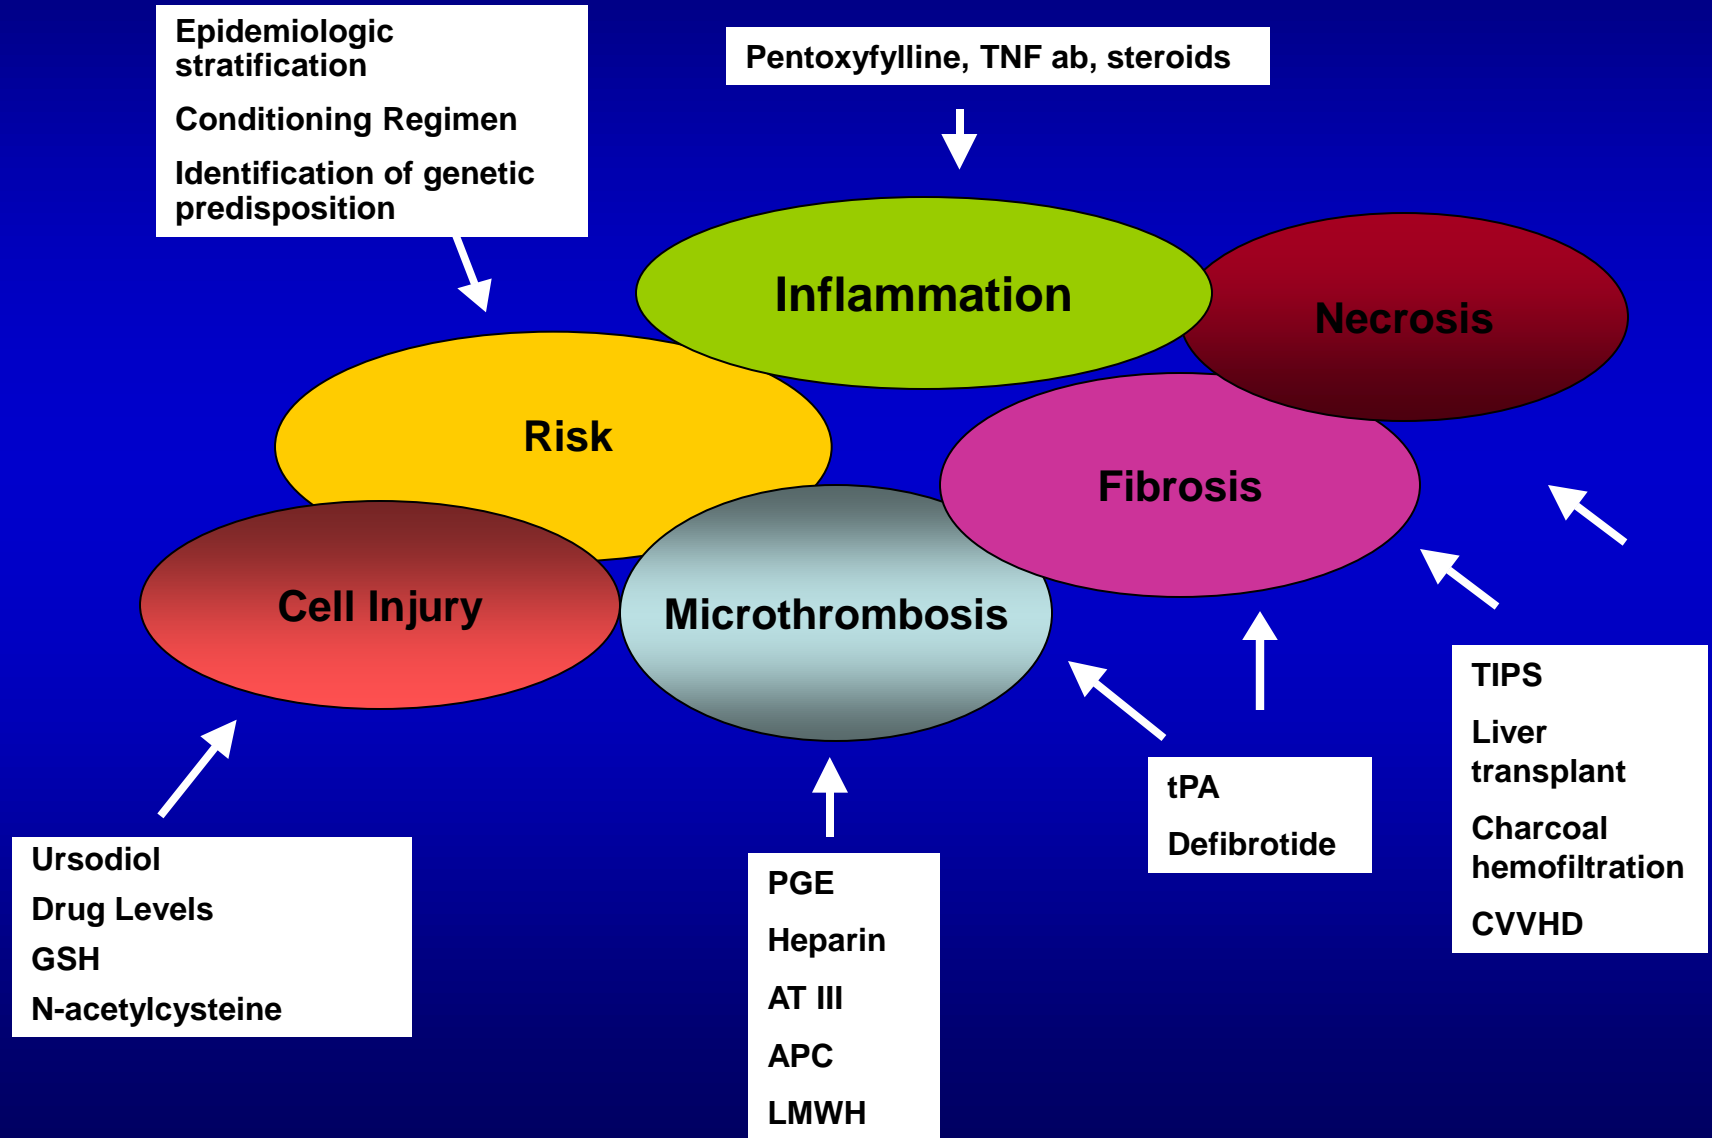 Epidemiologic
stratification
Conditioning Regimen
Identification of genetic
predisposition
Pentoxyfylline, TNF ab, steroids
Inflammation
Necrosis
Risk
Fibrosis
Cell Injury
Microthrombosis
Ursodiol
Drug Levels
GSH
N-acetylcysteine
PGE
Heparin
AT III
APC
LMWH
tPA
Defibrotide
TIPS
Liver
transplant
Charcoal
hemofiltration
CVVHD